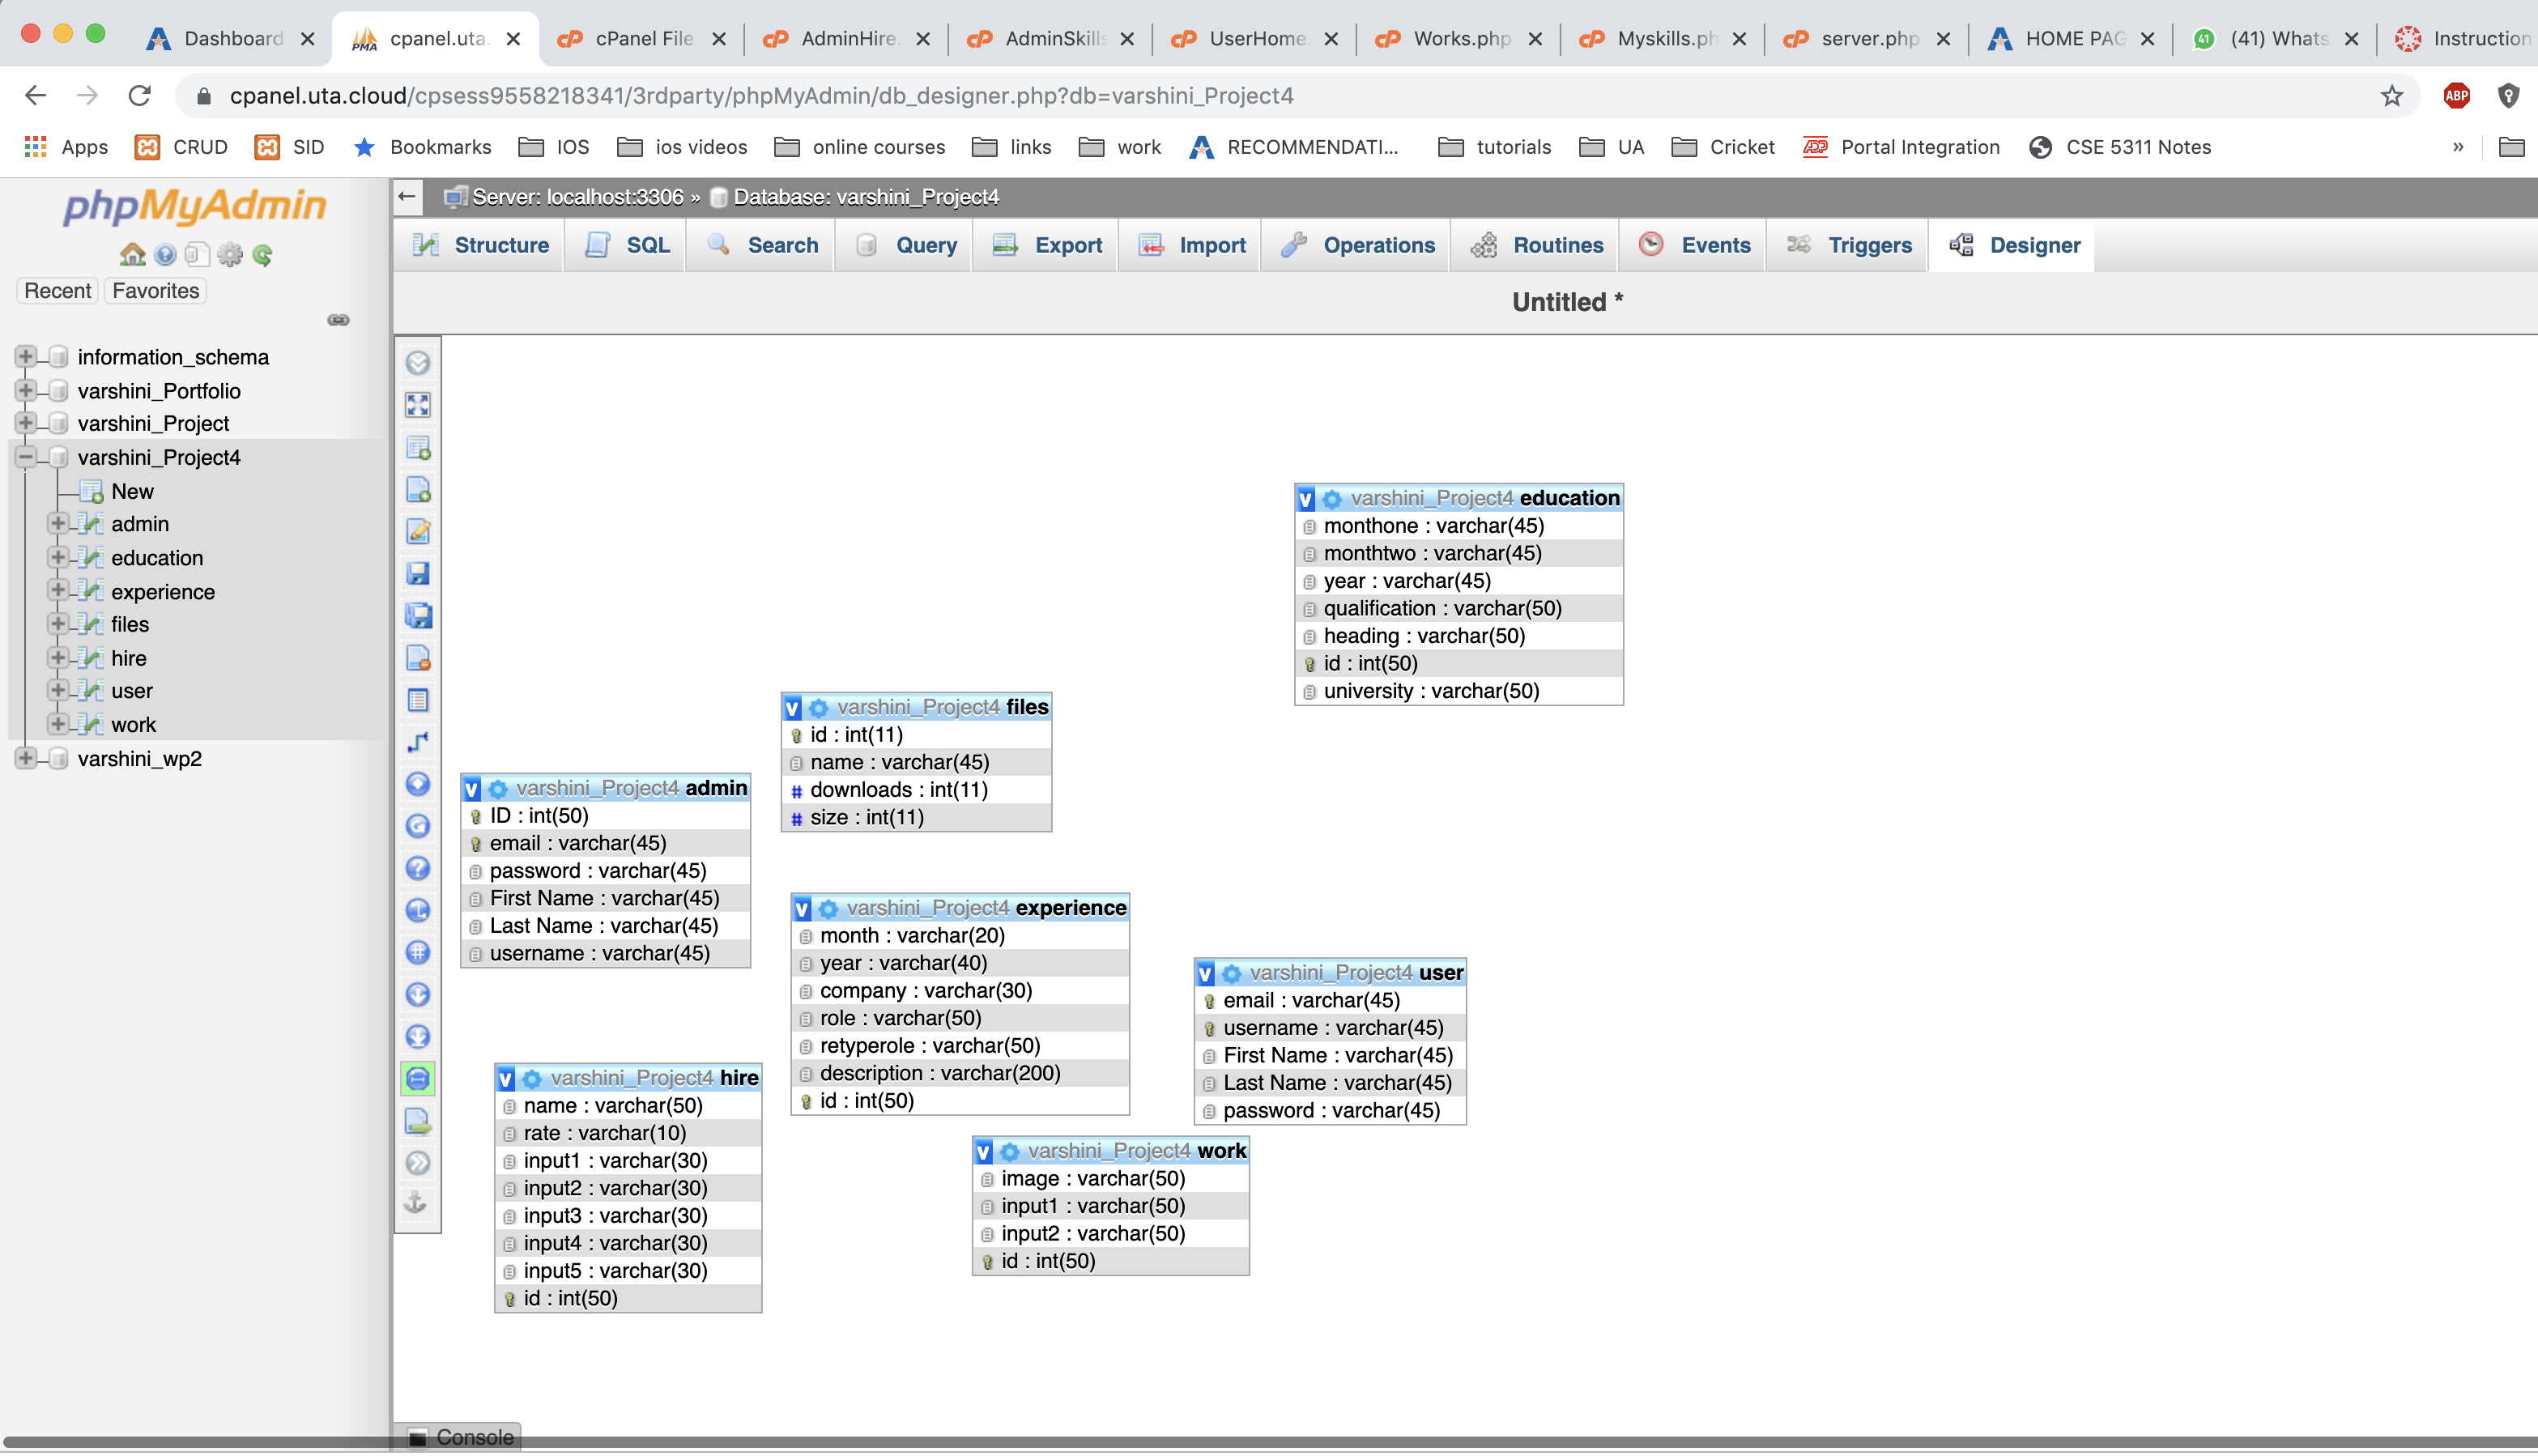 Dashboard
cpanel.uta.
cPanel File
AdminHire.
AdminSkills
UserHome.
Works.php
Myskills.ph
server.php
HOME PAG
(41) Whats
Instruction
cpanel.uta.cloud/cpsess9558218341/3rdparty/phpMyAdmin/db_designer.php?db=varshini_Project4
ABP
Apps
CRUD
SID
Bookmarks
IOS
ios videos
online courses
links
work
RECOMMENDATI...
tutorials
UA
Cricket
Portal Integration
CSE 5311 Notes
»
phpMyAdmin
Recent
Favorites
information_schema
varshini_Portfolio
varshini_Project
varshini_Project4
New
admin
education
experience
files
hire
user
work
varshini_wp2
Server: localhost:3306 » Database: varshini_Project4
Structure
SQL
Search
Query
Export
Import
Operations
Routines
Events
Triggers
Designer
Untitled *
varshini_Project4 education
monthone : varchar(45)
monthtwo : varchar(45)
year : varchar(45)
qualification : varchar(50)
heading : varchar(50)
id : int(50)
university : varchar(50)
varshini_Project4 files
id : int(11)
name : varchar(45)
downloads : int(11)
size : int(11)
varshini_Project4 admin
ID : int(50)
email : varchar(45)
password : varchar(45)
First Name : varchar(45)
Last Name : varchar(45)
username : varchar(45)
varshini_Project4 experience
month : varchar(20)
year : varchar(40)
company : varchar(30)
role : varchar(50)
retyperole : varchar(50)
description : varchar(200)
id : int(50)
varshini_Project4 user
email : varchar(45)
username : varchar(45)
First Name : varchar(45)
Last Name : varchar(45)
password : varchar(45)
varshini_Project4 hire
name : varchar(50)
rate : varchar(10)
input1 : varchar(30)
input2 : varchar(30)
input3 : varchar(30)
input4 : varchar(30)
input5 : varchar(30)
id : int(50)
varshini_Project4 work
image : varchar(50)
input1 : varchar(50)
input2 : varchar(50)
id : int(50)
Console